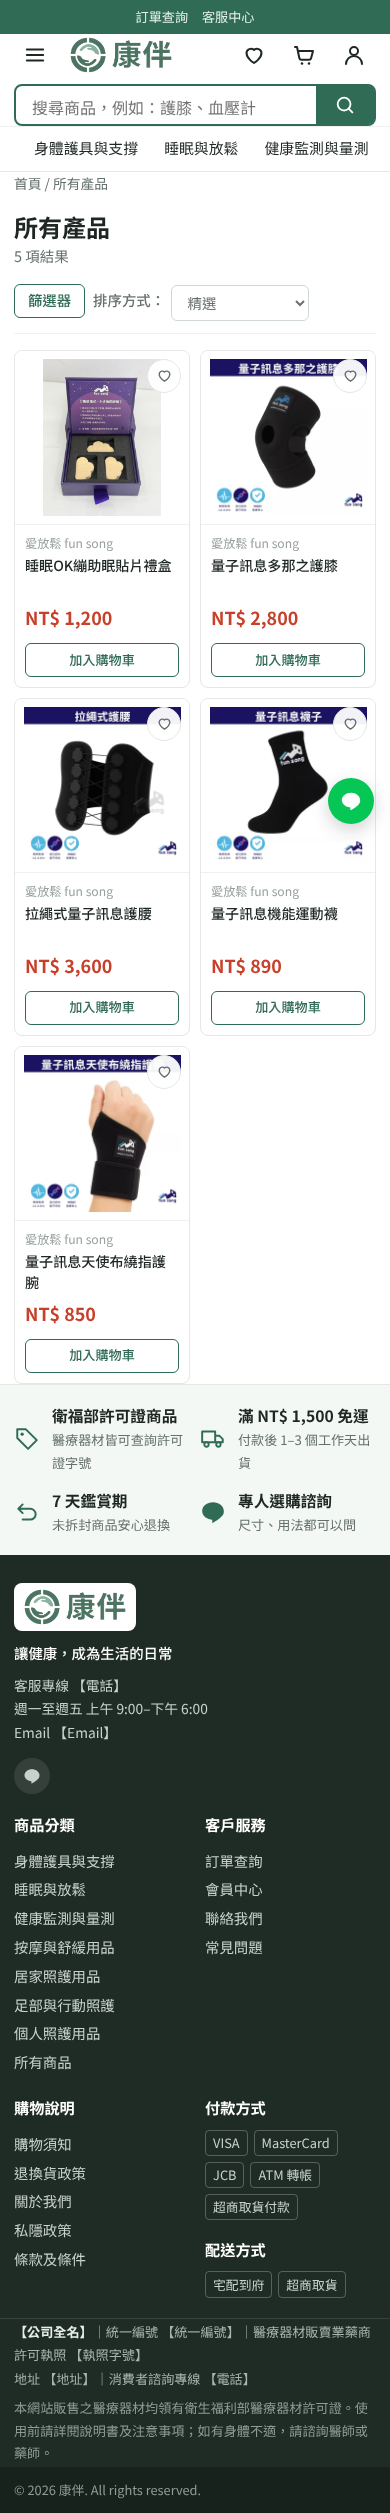 訂單查詢 客服中心
康伴
搜尋商品，例如：護膝、血壓計
身體護具與支撐 睡眠與放鬆 健康監測與量測
首頁 / 所有產品
所有產品
5 項結果
篩選器 排序方式： 精選
量子訊息多那之護膝
fun song
愛放鬆 fun song
睡眠OK繃助眠貼片禮盒
NT$ 1,200
加入購物車
愛放鬆 fun song
量子訊息多那之護膝
NT$ 2,800
加入購物車
拉繩式護腰
fun song
量子訊息襪子
fun song
愛放鬆 fun song
拉繩式量子訊息護腰
NT$ 3,600
加入購物車
愛放鬆 fun song
量子訊息機能運動襪
NT$ 890
加入購物車
量子訊息天使布繞指護
fun song
愛放鬆 fun song
量子訊息天使布繞指護
腕
NT$ 850
加入購物車
衛福部許可證商品
醫療器材皆可查詢許可
證字號
滿 NT$ 1,500 免運
付款後 1–3 個工作天出
貨
7 天鑑賞期
未拆封商品安心退換
專人選購諮詢
尺寸、用法都可以問
康伴
讓健康，成為生活的日常
客服專線 【電話】
週一至週五 上午 9:00–下午 6:00
Email 【Email】
商品分類
身體護具與支撐
睡眠與放鬆
健康監測與量測
按摩與舒緩用品
居家照護用品
足部與行動照護
個人照護用品
所有商品
客戶服務
訂單查詢
會員中心
聯絡我們
常見問題
購物說明
購物須知
退換貨政策
關於我們
私隱政策
條款及條件
付款方式
VISA MasterCard
JCB ATM 轉帳
超商取貨付款
配送方式
宅配到府 超商取貨
【公司全名】｜統一編號 【統一編號】｜醫療器材販賣業藥商
許可執照 【執照字號】
地址 【地址】｜消費者諮詢專線 【電話】
本網站販售之醫療器材均領有衛生福利部醫療器材許可證。使
用前請詳閱說明書及注意事項；如有身體不適，請諮詢醫師或
藥師。
© 2026 康伴. All rights reserved.